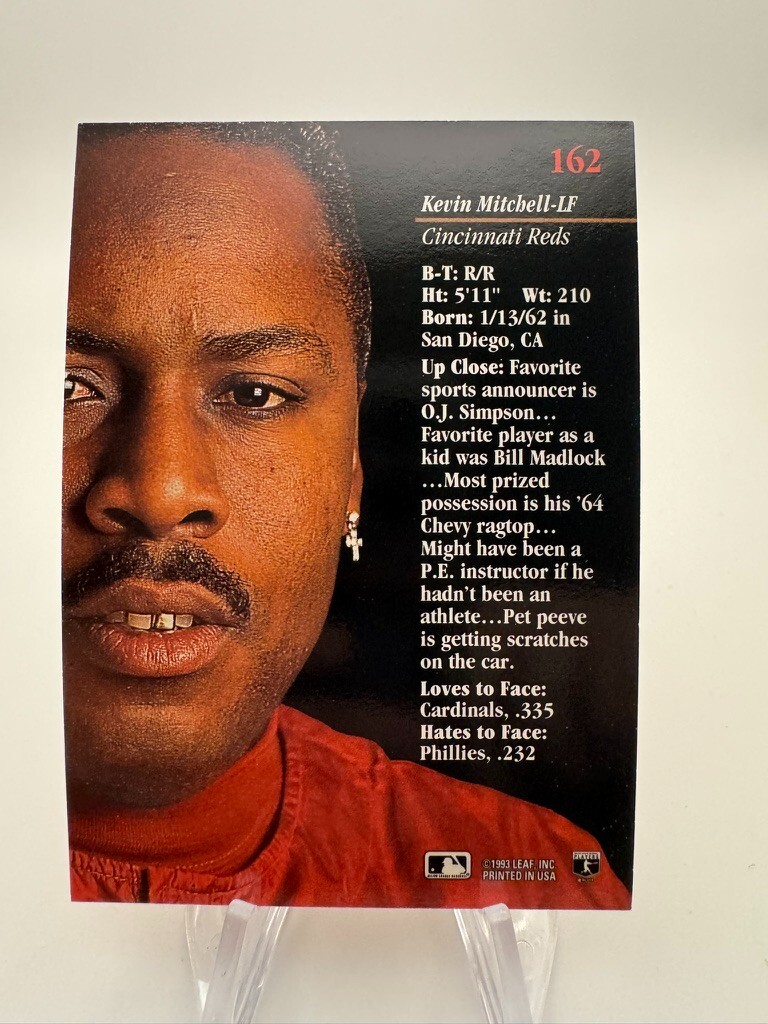 162
Kevin Mitchell-LF
Cincinnati Reds
B-T: R/R
Ht: 5'11" Wt: 210
Born: 1/13/62 in
San Diego, CA
Up Close: Favorite
sports announcer is
O.J. Simpson...
Favorite player as a
kid was Bill Madlock
...Most prized
possession is his '64
Chevy ragtop...
Might have been a
P.E. instructor if he
hadn't been an
athlete...Pet peeve
is getting scratches
on the car.
Loves to Face:
Cardinals, .335
Hates to Face:
Phillies, .232
©1993 LEAF, INC.
PRINTED IN USA
PLAYERS